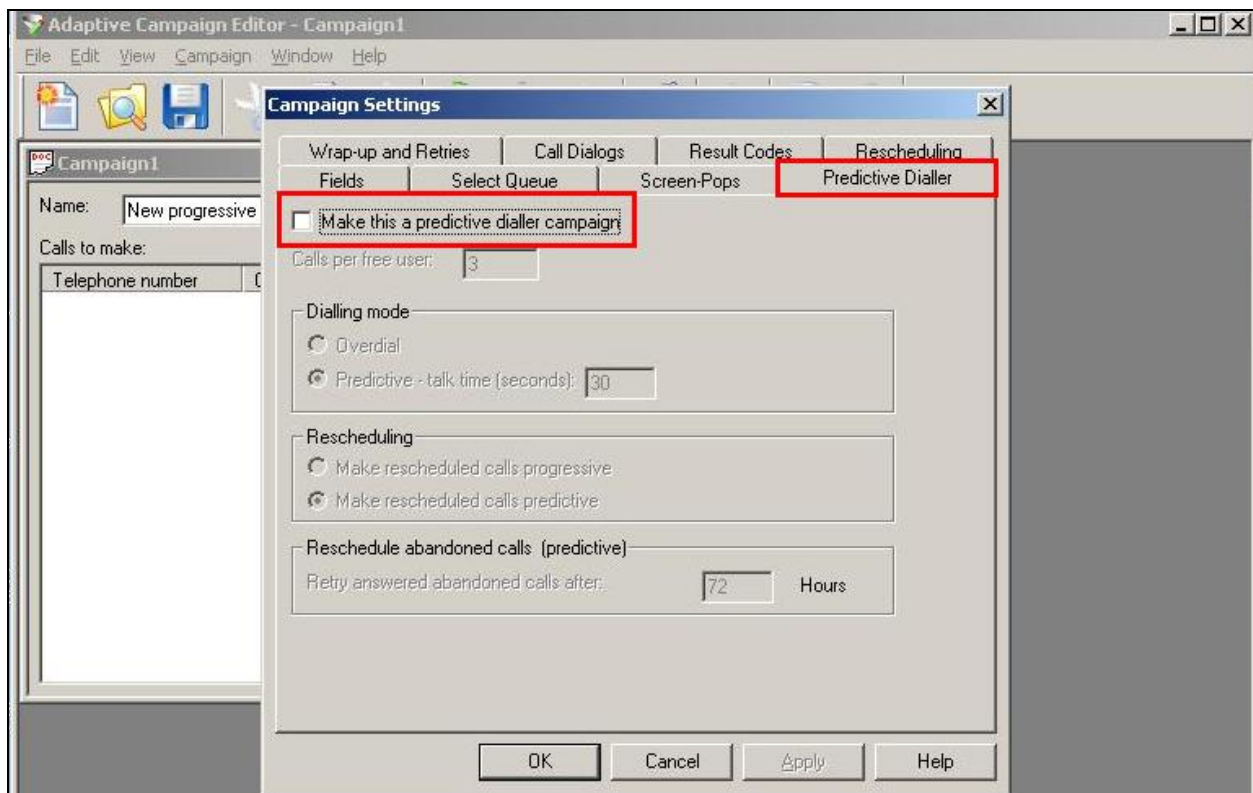 Adaptive Campaign Editor - Campaign1
File Edit View Campaign Window Help
Campaign Settings
DOC
Campaign1
Wrap-up and Retries Call Dialogs Result Codes Rescheduling
Fields Select Queue Screen-Pops Predictive Dialler
Name: New progressive
Make this a predictive dialler campaign
Calls to make:
Calls per free user: 3
Telephone number
Dialling mode
Overdial
Predictive - talk time (seconds): 30
Rescheduling
Make rescheduled calls progressive
Make rescheduled calls predictive
Reschedule abandoned calls (predictive)
Retry answered abandoned calls after: 72 Hours
OK Cancel Apply Help